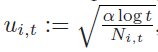 u_{i,t} := \sqrt{\frac{\alpha \log t}{N_{i,t}}},